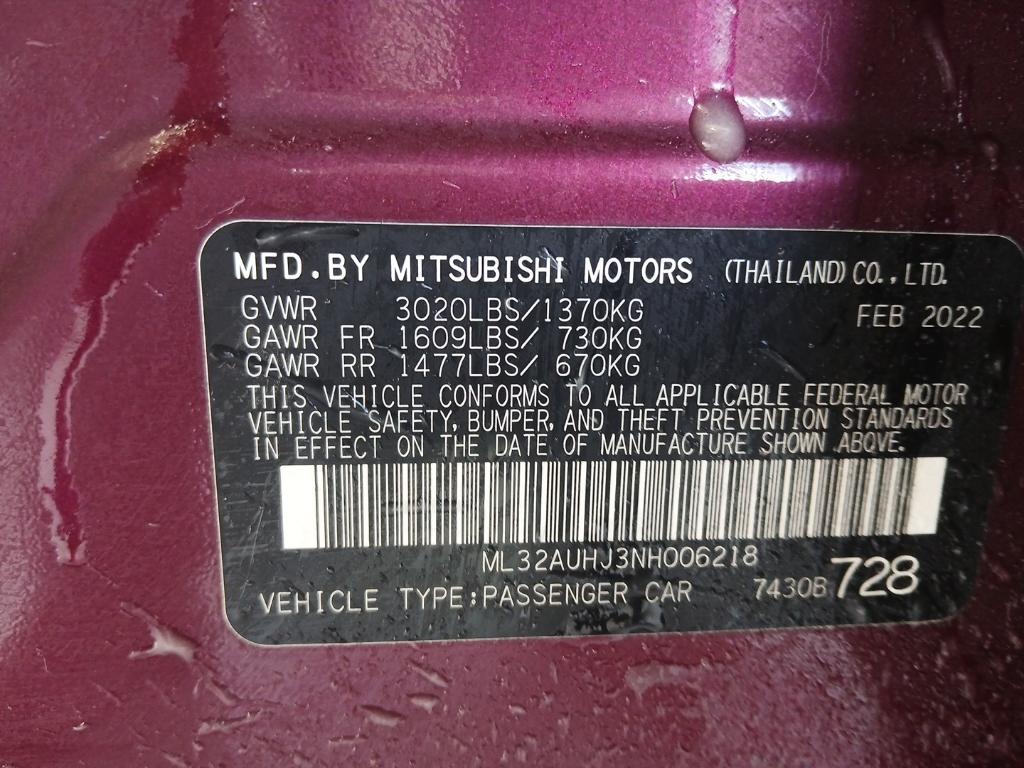 MFD.BY MITSUBISHI MOTORS (THAILAND) CO., LTD.
GVWR 3020LBS/1370KG FEB 2022
GAWR FR 1609LBS/ 730KG
GAWR RR 1477LBS/ 670KG
THIS VEHICLE CONFORMS TO ALL APPLICABLE FEDERAL MOTOR
VEHICLE SAFETY, BUMPER, AND THEFT PREVENTION STANDARDS
IN EFFECT ON THE DATE OF MANUFACTURE SHOWN ABOVE.
ML32AUHJ3NH006218
VEHICLE TYPE:PASSENGER CAR 7430B 728